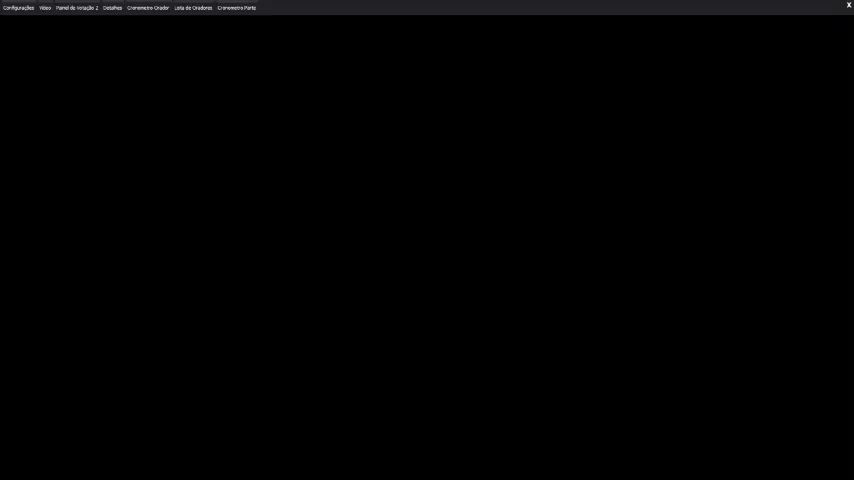 Configurações Vídeo Painel de Votação 2 Detalhes Cronometro Orador Lista de Oradores Cronometro Parte X